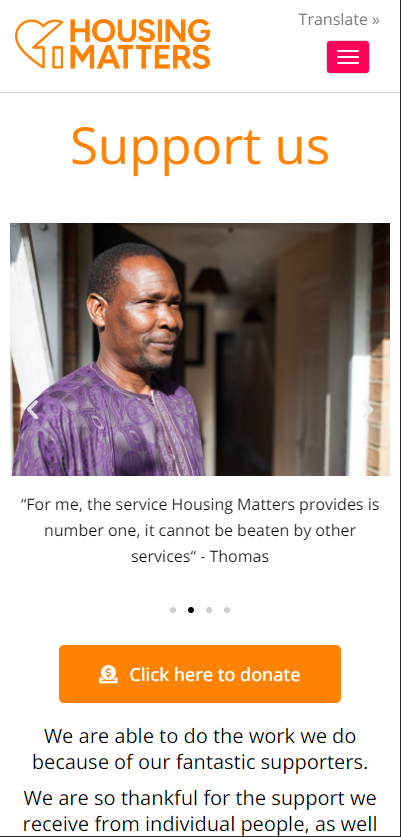 Translate »
HOUSING
MATTERS
Support us
“For me, the service Housing Matters provides is
number one, it cannot be beaten by other
services“ - Thomas
Click here to donate
We are able to do the work we do
because of our fantastic supporters.
We are so thankful for the support we
receive from individual people, as well